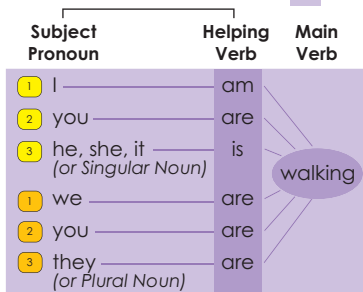 Subject Pronoun Helping Verb Main Verb
1 I am
2 you are
3 he, she, it is
(or Singular Noun)
walking
1 we are
2 you are
3 they are
(or Plural Noun)